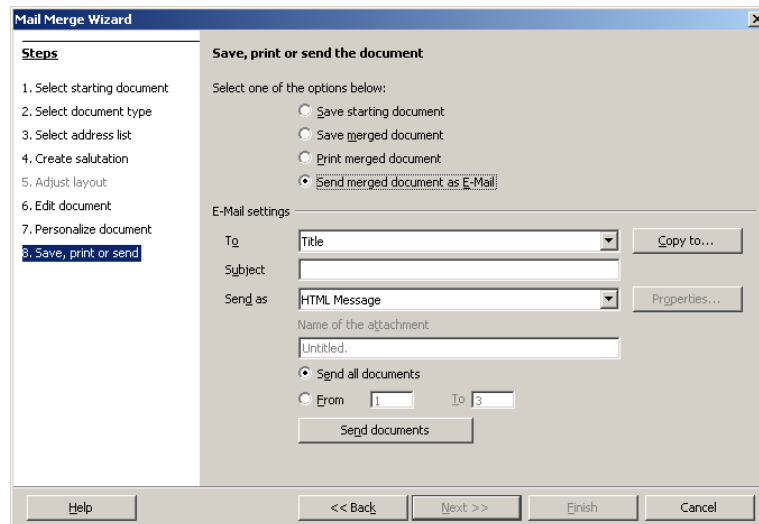 Mail Merge Wizard
Steps
1. Select starting document
2. Select document type
3. Select address list
4. Create salutation
5. Adjust layout
6. Edit document
7. Personalize document
8. Save, print or send
Save, print or send the document
Select one of the options below:
Save starting document
Save merged document
Print merged document
Send merged document as E-Mail
E-Mail settings
To Title Copy to...
Subject
Send as HTML Message Properties...
Name of the attachment
Untitled.
Send all documents
From 1 To 3
Send documents
Help << Back Next >> Finish Cancel